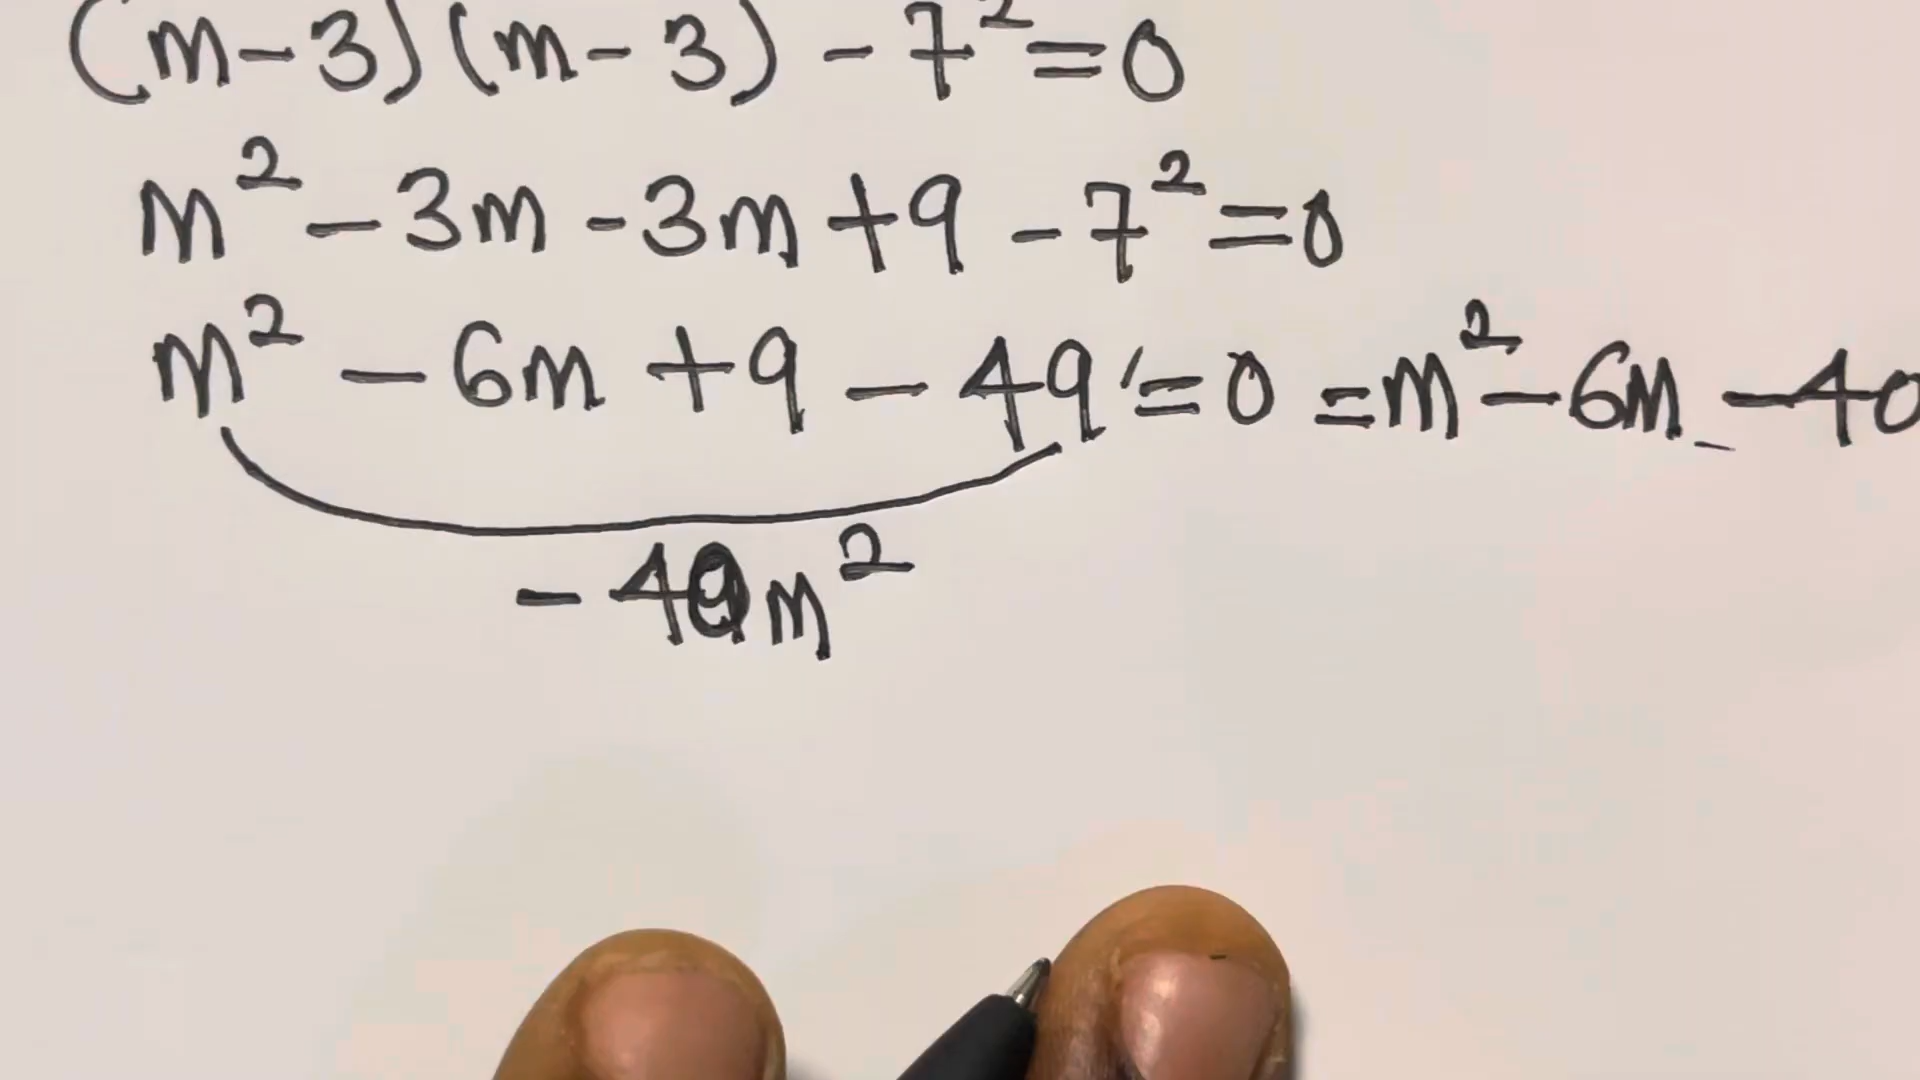 (m-3)(m-3) - 7² = 0
m² - 3m - 3m + 9 - 7² = 0
m² - 6m + 9 - 49 = 0 = m² - 6m - 40
- 40m²